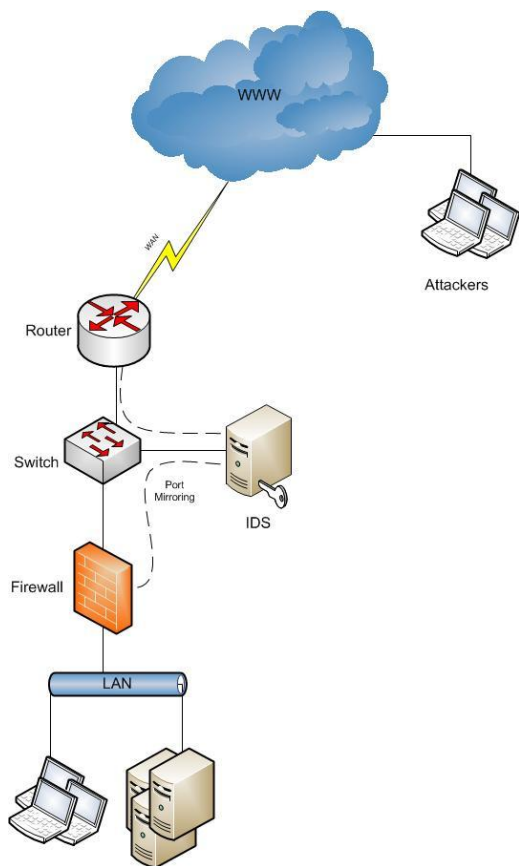 WWW
WAN
Attackers
Router
Switch
Port
Mirroring
IDS
Firewall
LAN